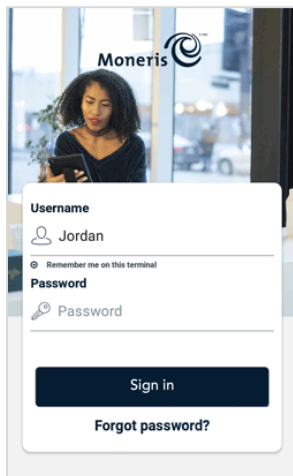 Moneris
Username
Jordan
Remember me on this terminal
Password
Password
Sign in
Forgot password?